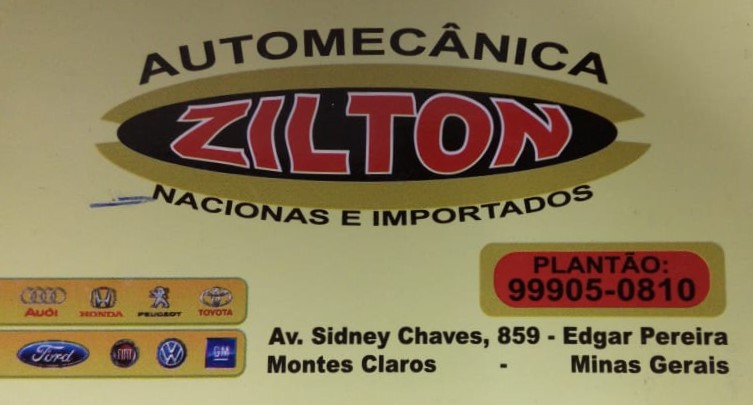 AUTOMECÂNICA
ZILTON
NACIONAS E IMPORTADOS
PLANTÃO:
99905-0810
Audi HONDA PEUGEOT TOYOTA
Ford FIAT GM
Av. Sidney Chaves, 859 - Edgar Pereira
Montes Claros - Minas Gerais